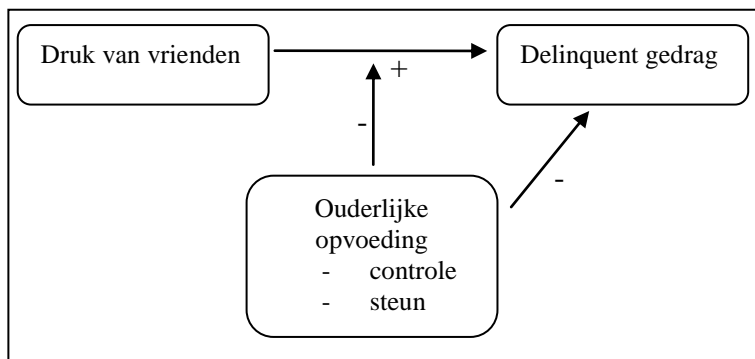 Druk van vrienden
Delinquent gedrag
+
-
-
Ouderlijke
opvoeding
- controle
- steun